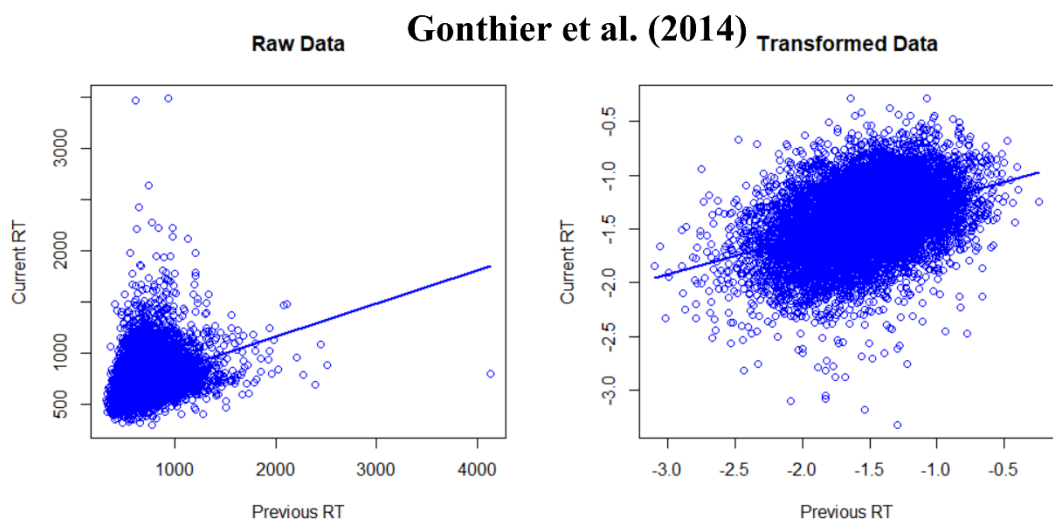 Gonthier et al. (2014)
Raw Data
Transformed Data
Current RT
500
1000
2000
3000
1000
2000
3000
4000
Previous RT
Current RT
-3.0
-2.5
-2.0
-1.5
-1.0
-0.5
-3.0
-2.5
-2.0
-1.5
-1.0
-0.5
Previous RT